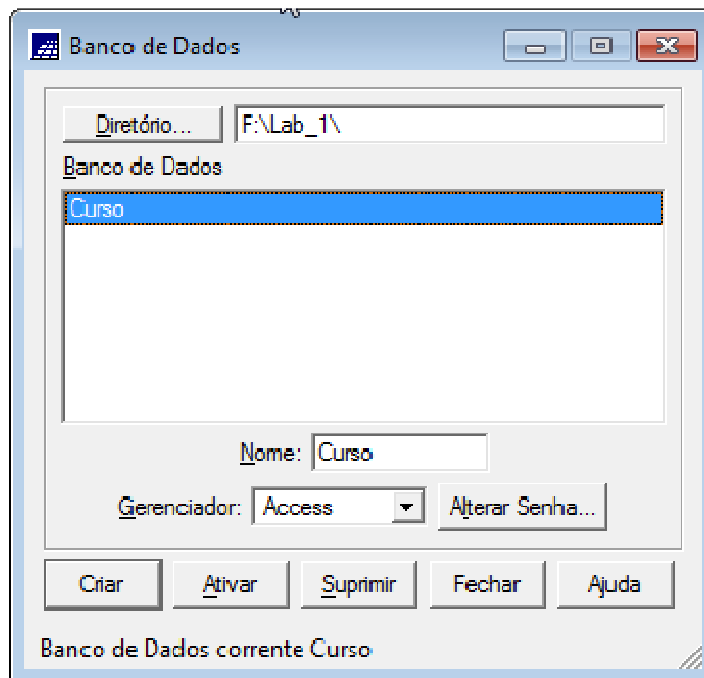 Banco de Dados
Diretório... F:\Lab_1\
Banco de Dados
Curso
Nome: Curso
Gerenciador: Access Alterar Senha...
Criar Ativar Suprimir Fechar Ajuda
Banco de Dados corrente Curso